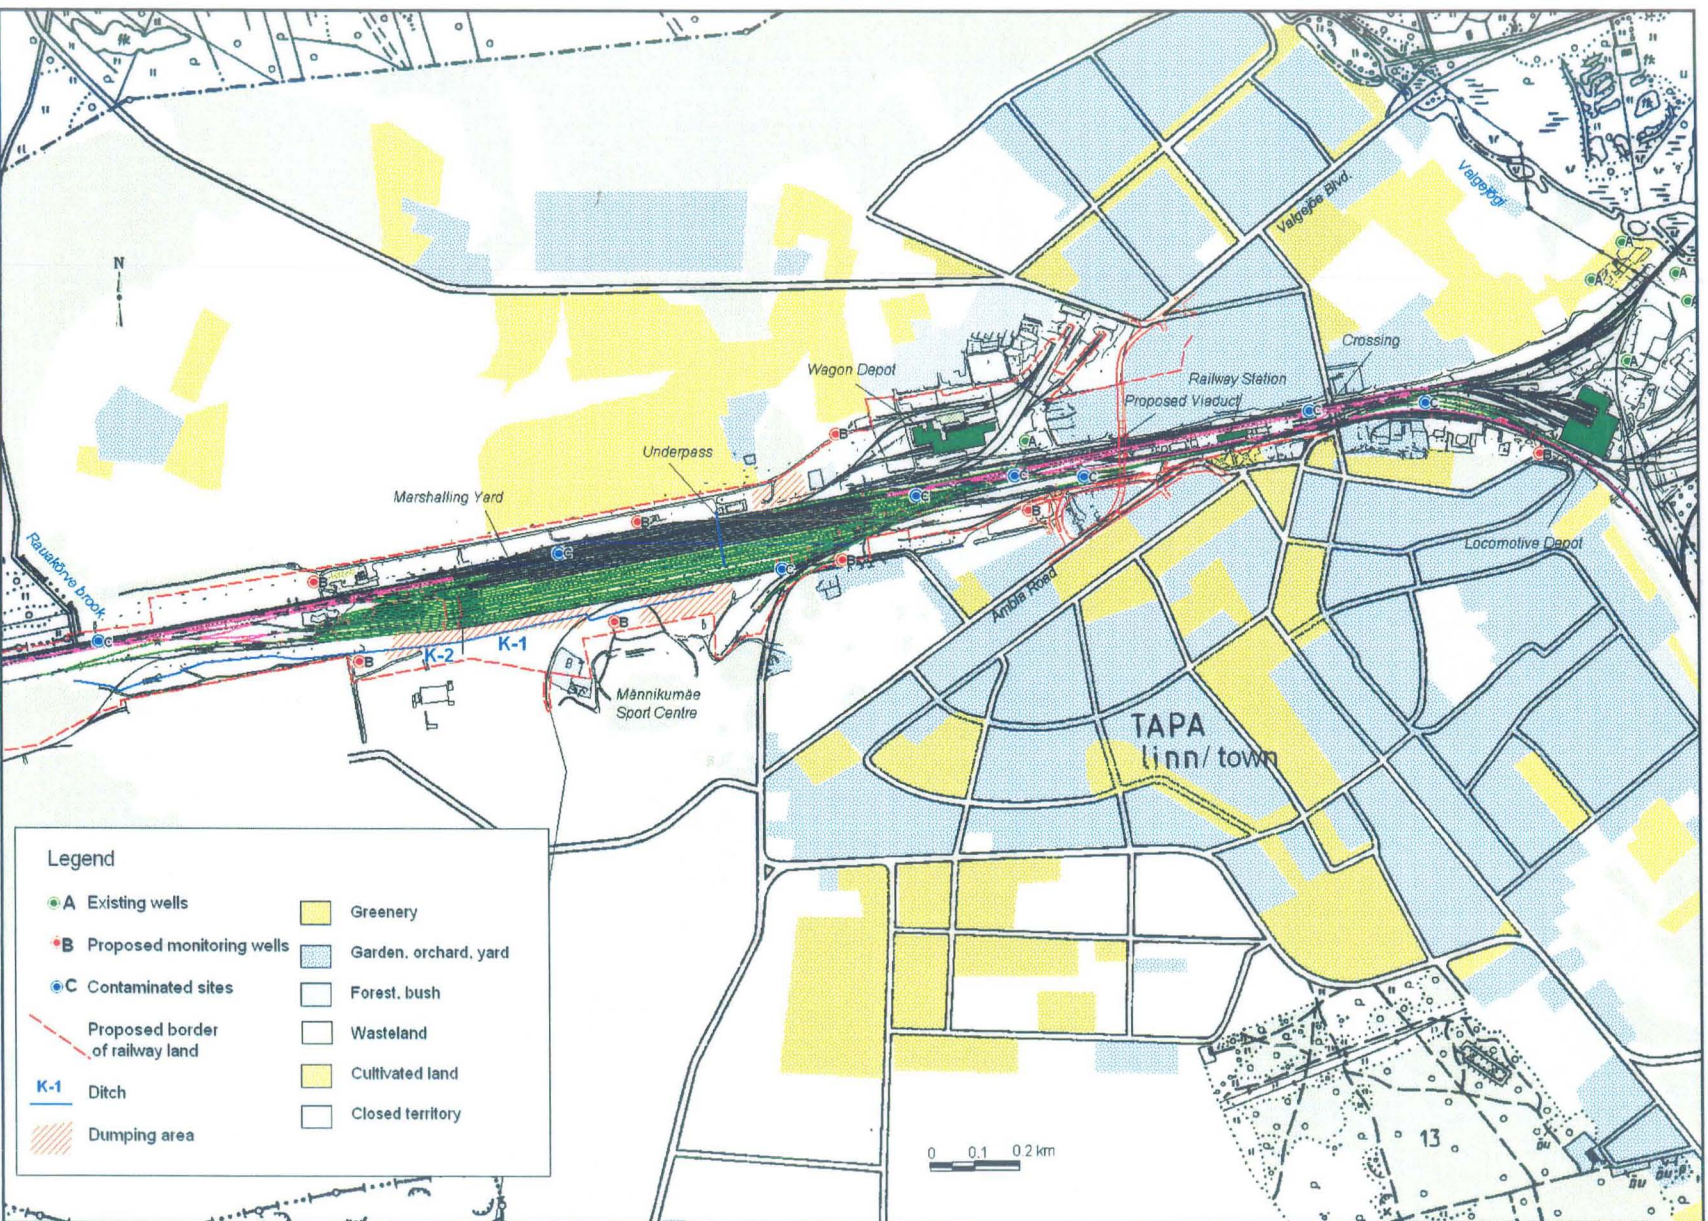 N
Valgejõgi
Valgejõe Blvd.
A
A
A
A
A
Crossing
Wagon Depot
Railway Station
Proposed Viaduct
C
C
B
A
B
Underpass
C
C
C
Marshalling Yard
B
C
B
Locomotive Depot
Rauakõrve brook
B
C
B
Ambla Road
C
B
K-1
K-2
B
Männikumäe
Sport Centre
TAPA
linn/ town
Legend
A Existing wells
B Proposed monitoring wells
C Contaminated sites
Proposed border
of railway land
K-1 Ditch
Dumping area
Greenery
Garden, orchard, yard
Forest, bush
Wasteland
Cultivated land
Closed territory
0 0.1 0.2 km
13